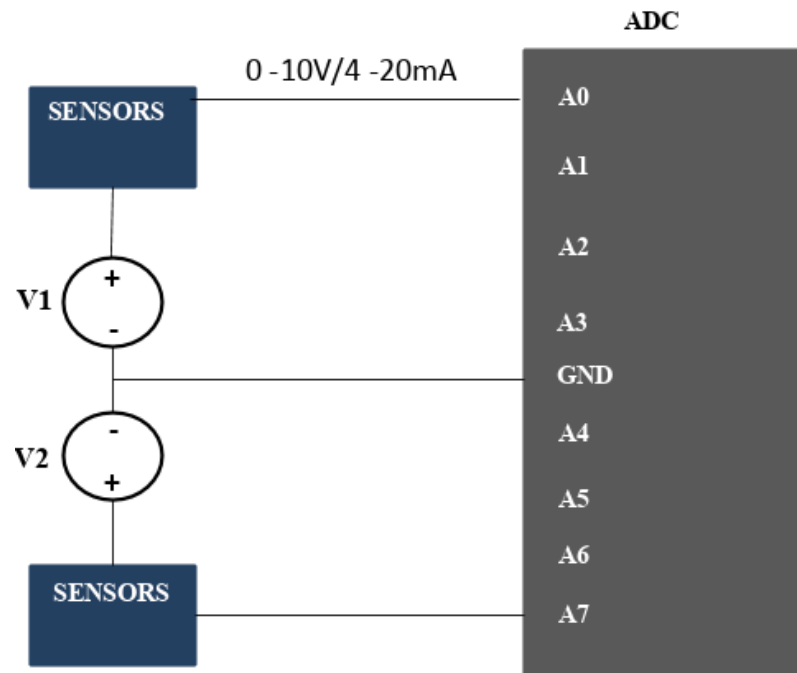 ADC
0 -10V/4 -20mA
SENSORS
A0
A1
A2
+
V1
-
A3
GND
-
V2
+
A4
A5
A6
SENSORS
A7